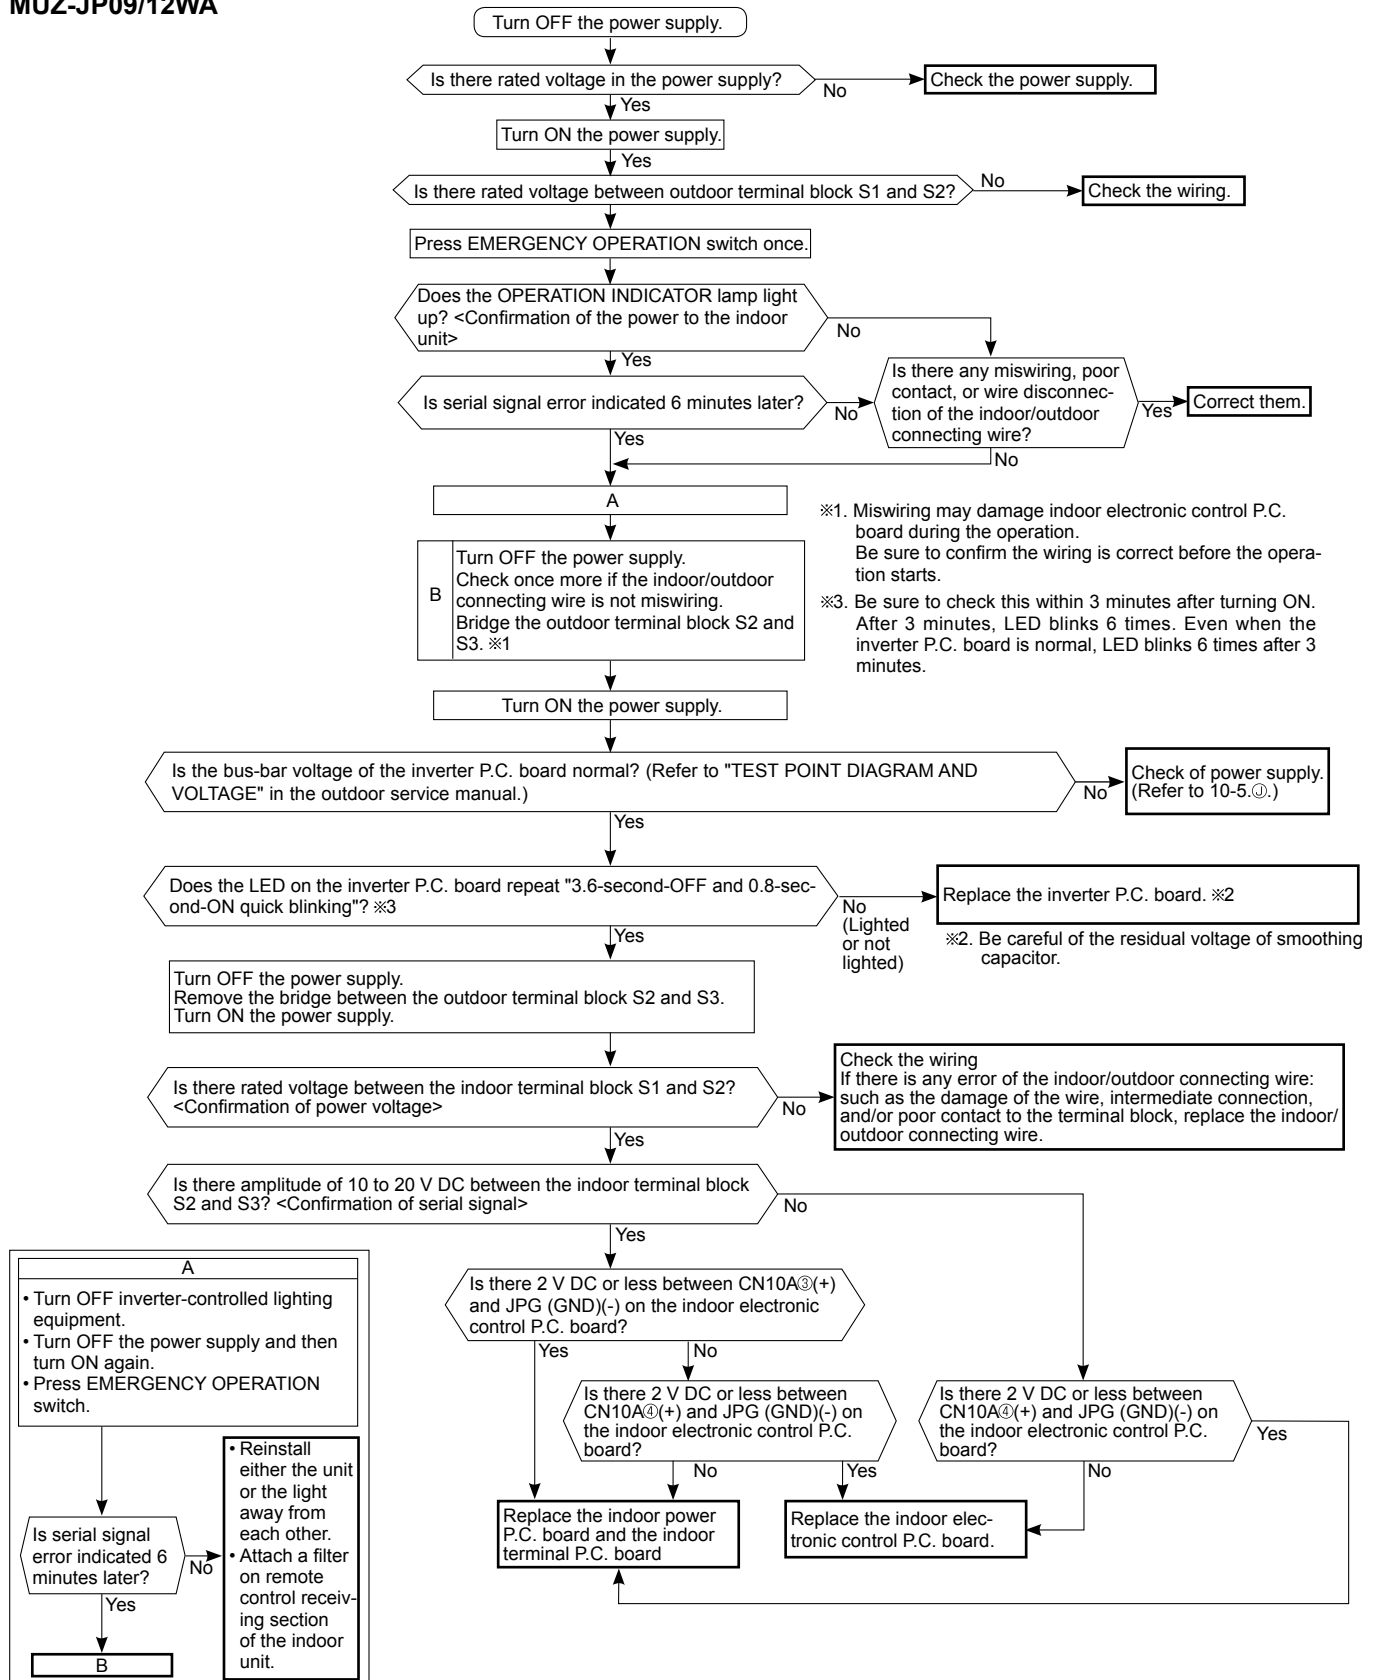 MUZ-JP09/12WA
Turn OFF the power supply.
Is there rated voltage in the power supply?
No
Check the power supply.
Yes
Turn ON the power supply.
Yes
Is there rated voltage between outdoor terminal block S1 and S2?
No
Check the wiring.
Press EMERGENCY OPERATION switch once.
Does the OPERATION INDICATOR lamp light
up? <Confirmation of the power to the indoor
unit>
No
Yes
Is serial signal error indicated 6 minutes later?
No
Is there any miswiring, poor
contact, or wire disconnec-
tion of the indoor/outdoor
connecting wire?
Yes
Correct them.
Yes
No
A
B
Turn OFF the power supply.
Check once more if the indoor/outdoor
connecting wire is not miswiring.
Bridge the outdoor terminal block S2 and
S3. ※1
※1. Miswiring may damage indoor electronic control P.C.
board during the operation.
Be sure to confirm the wiring is correct before the opera-
tion starts.
※3. Be sure to check this within 3 minutes after turning ON.
After 3 minutes, LED blinks 6 times. Even when the
inverter P.C. board is normal, LED blinks 6 times after 3
minutes.
Turn ON the power supply.
Is the bus-bar voltage of the inverter P.C. board normal? (Refer to "TEST POINT DIAGRAM AND
VOLTAGE" in the outdoor service manual.)
No
Check of power supply.
(Refer to 10-5.Ⓙ.)
Yes
Does the LED on the inverter P.C. board repeat "3.6-second-OFF and 0.8-sec-
ond-ON quick blinking"? ※3
No
(Lighted
or not
lighted)
Replace the inverter P.C. board. ※2
※2. Be careful of the residual voltage of smoothing
capacitor.
Yes
Turn OFF the power supply.
Remove the bridge between the outdoor terminal block S2 and S3.
Turn ON the power supply.
Is there rated voltage between the indoor terminal block S1 and S2?
<Confirmation of power voltage>
No
Check the wiring
If there is any error of the indoor/outdoor connecting wire:
such as the damage of the wire, intermediate connection,
and/or poor contact to the terminal block, replace the indoor/
outdoor connecting wire.
Yes
Is there amplitude of 10 to 20 V DC between the indoor terminal block
S2 and S3? <Confirmation of serial signal>
No
Yes
Is there 2 V DC or less between CN10A③(+)
and JPG (GND)(-) on the indoor electronic
control P.C. board?
Yes
No
Is there 2 V DC or less between
CN10A④(+) and JPG (GND)(-) on
the indoor electronic control P.C.
board?
No
Yes
Is there 2 V DC or less between
CN10A④(+) and JPG (GND)(-) on
the indoor electronic control P.C.
board?
Yes
No
Replace the indoor power
P.C. board and the indoor
terminal P.C. board
Replace the indoor elec-
tronic control P.C. board.
A
• Turn OFF inverter-controlled lighting
equipment.
• Turn OFF the power supply and then
turn ON again.
• Press EMERGENCY OPERATION
switch.
Is serial signal
error indicated 6
minutes later?
No
• Reinstall
either the unit
or the light
away from
each other.
• Attach a filter
on remote
control receiv-
ing section
of the indoor
unit.
Yes
B